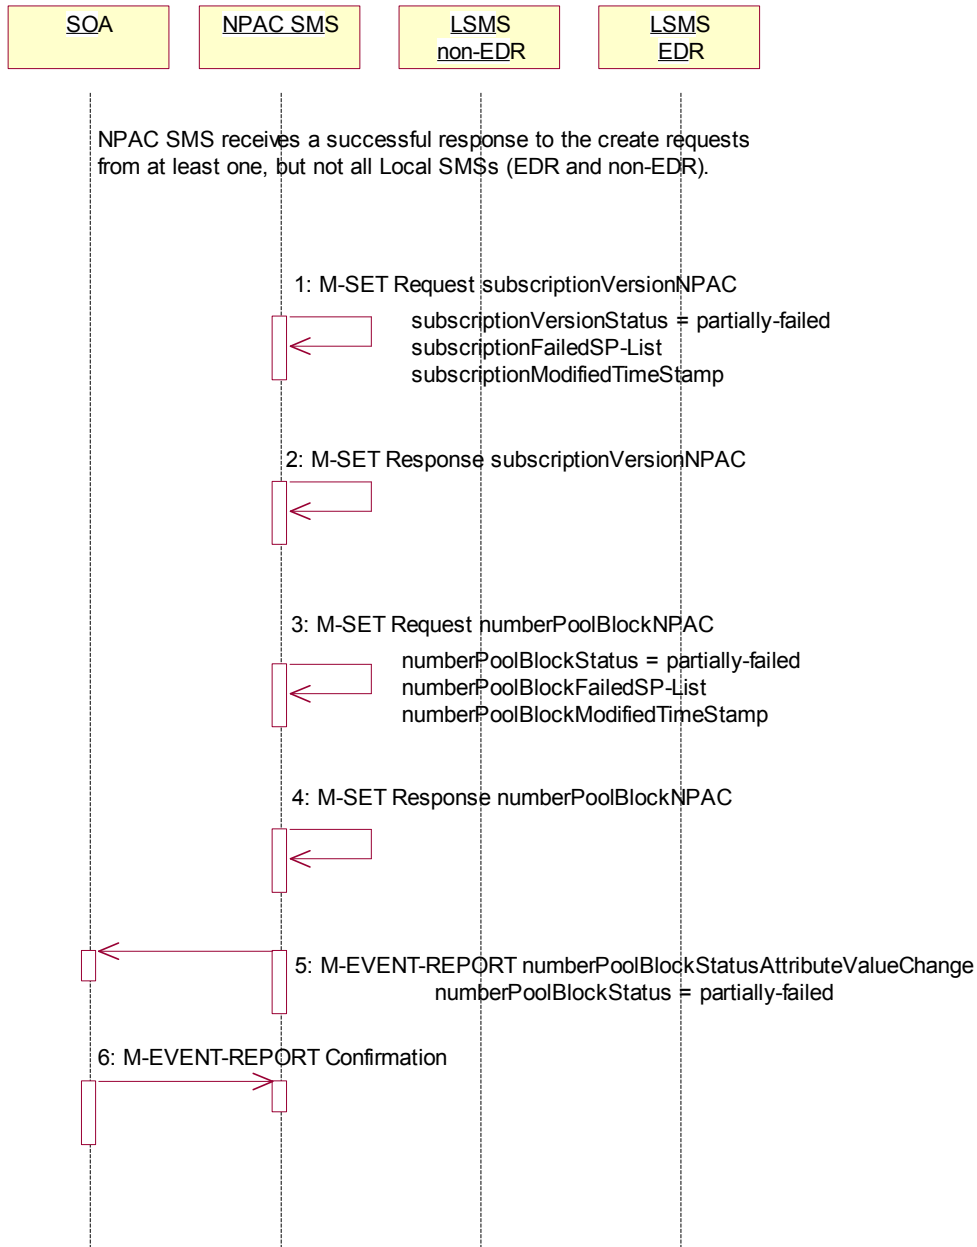 SOA
NPAC SMS
LSMS
non-EDR
LSMS
EDR
NPAC SMS receives a successful response to the create requests
from at least one, but not all Local SMSs (EDR and non-EDR).
1: M-SET Request subscriptionVersionNPAC
subscriptionVersionStatus = partially-failed
subscriptionFailedSP-List
subscriptionModifiedTimeStamp
2: M-SET Response subscriptionVersionNPAC
3: M-SET Request numberPoolBlockNPAC
numberPoolBlockStatus = partially-failed
numberPoolBlockFailedSP-List
numberPoolBlockModifiedTimeStamp
4: M-SET Response numberPoolBlockNPAC
5: M-EVENT-REPORT numberPoolBlockStatusAttributeValueChange
numberPoolBlockStatus = partially-failed
6: M-EVENT-REPORT Confirmation